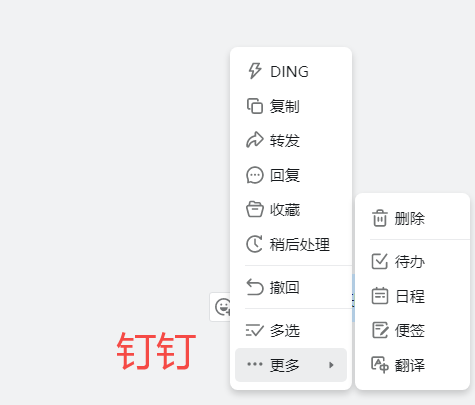 DING
复制
转发
回复
收藏
稍后处理
撤回
多选
更多
删除
待办
日程
便签
翻译
钉钉